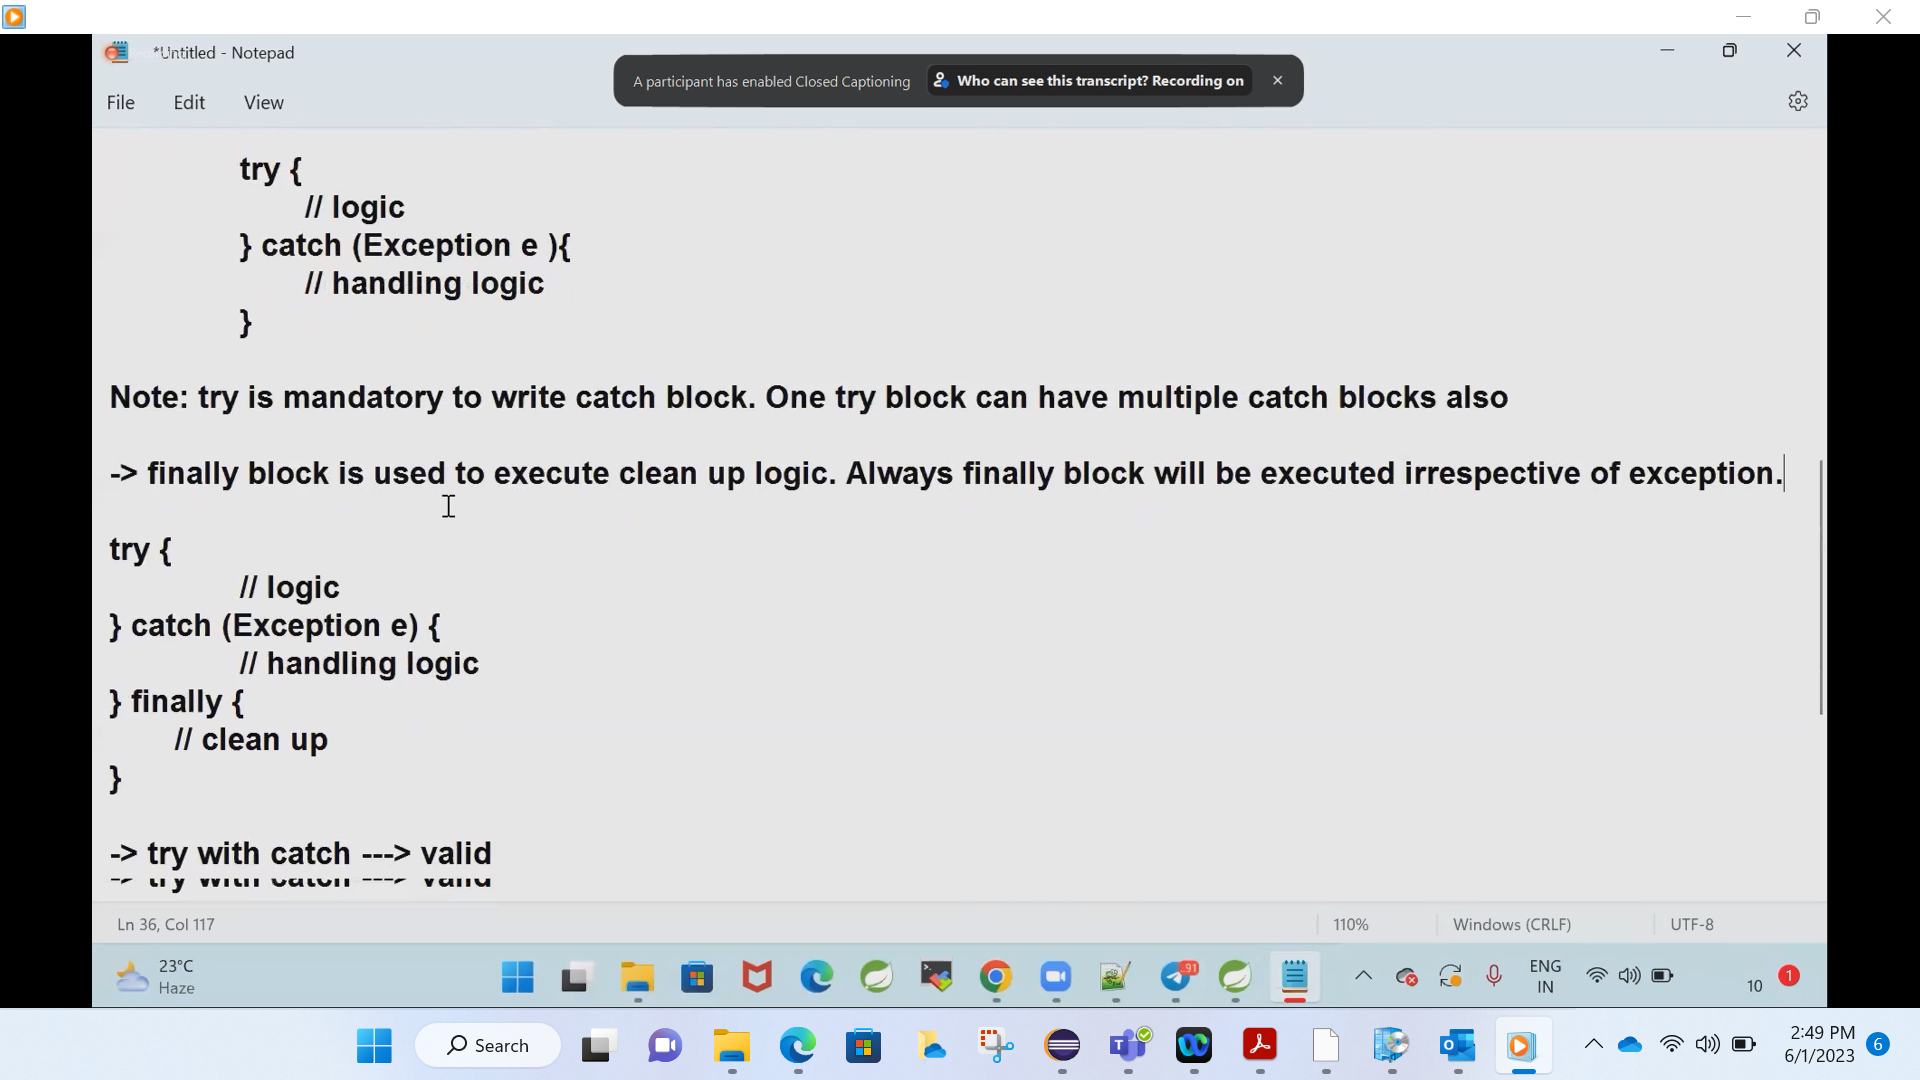 *Untitled - Notepad
A participant has enabled Closed Captioning Who can see this transcript? Recording on
File Edit View
try {
// logic
} catch (Exception e ){
// handling logic
}
Note: try is mandatory to write catch block. One try block can have multiple catch blocks also
-> finally block is used to execute clean up logic. Always finally block will be executed irrespective of exception.
try {
// logic
} catch (Exception e) {
// handling logic
} finally {
// clean up
}
-> try with catch ---> valid
-> try with catch ---> valid
Ln 36, Col 117 110% Windows (CRLF) UTF-8
23°C
Haze
91
ENG
IN
10 1
Search
2:49 PM
6/1/2023
6